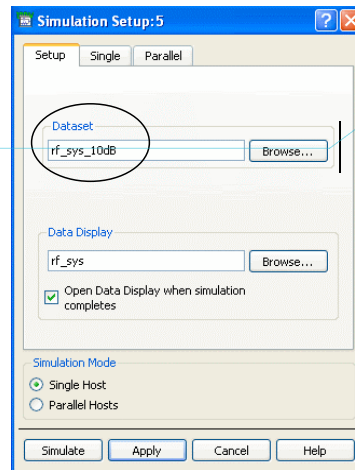 Simulation Setup:5
Setup Single Parallel
Dataset
rf_sys_10dB Browse...
Data Display
rf_sys Browse...
Open Data Display when simulation
completes
Simulation Mode
Single Host
Parallel Hosts
Simulate Apply Cancel Help